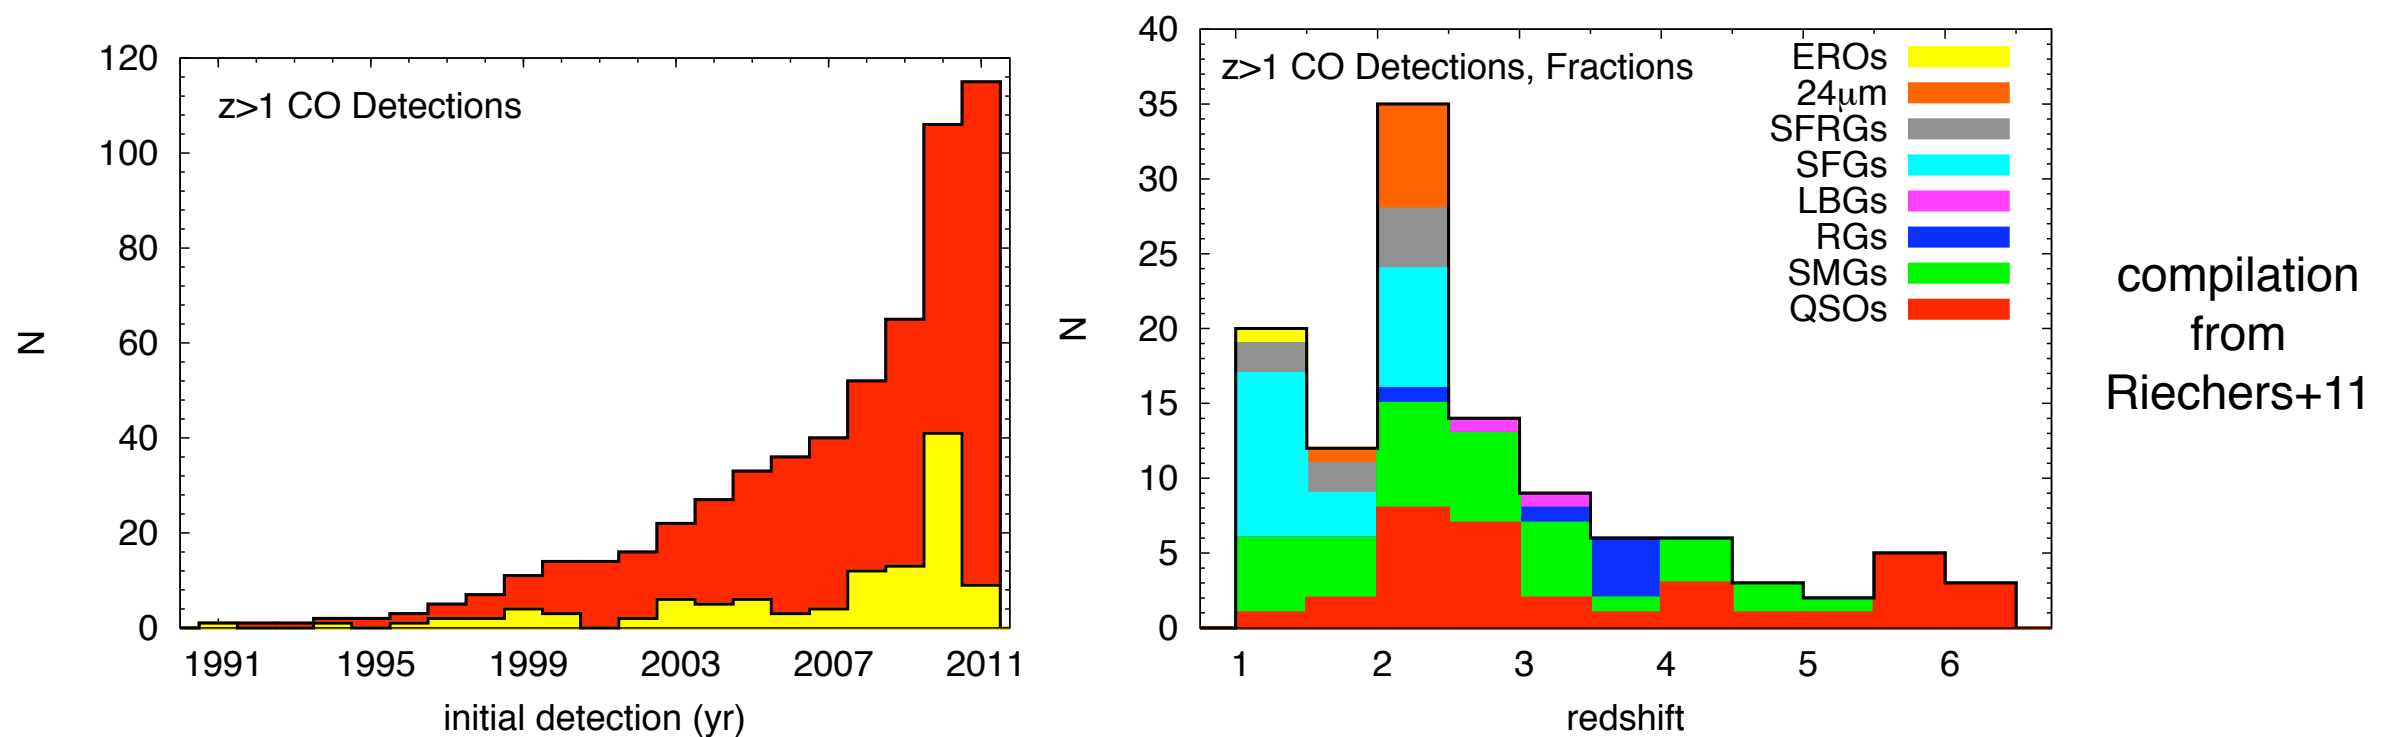 z>1 CO Detections
120
100
80
60
40
20
0
N
1991 1995 1999 2003 2007 2011
initial detection (yr)
z>1 CO Detections, Fractions
40
35
30
25
20
15
10
5
0
N
1 2 3 4 5 6
redshift
EROs
24μm
SFRGs
SFGs
LBGs
RGs
SMGs
QSOs
compilation
from
Riechers+11